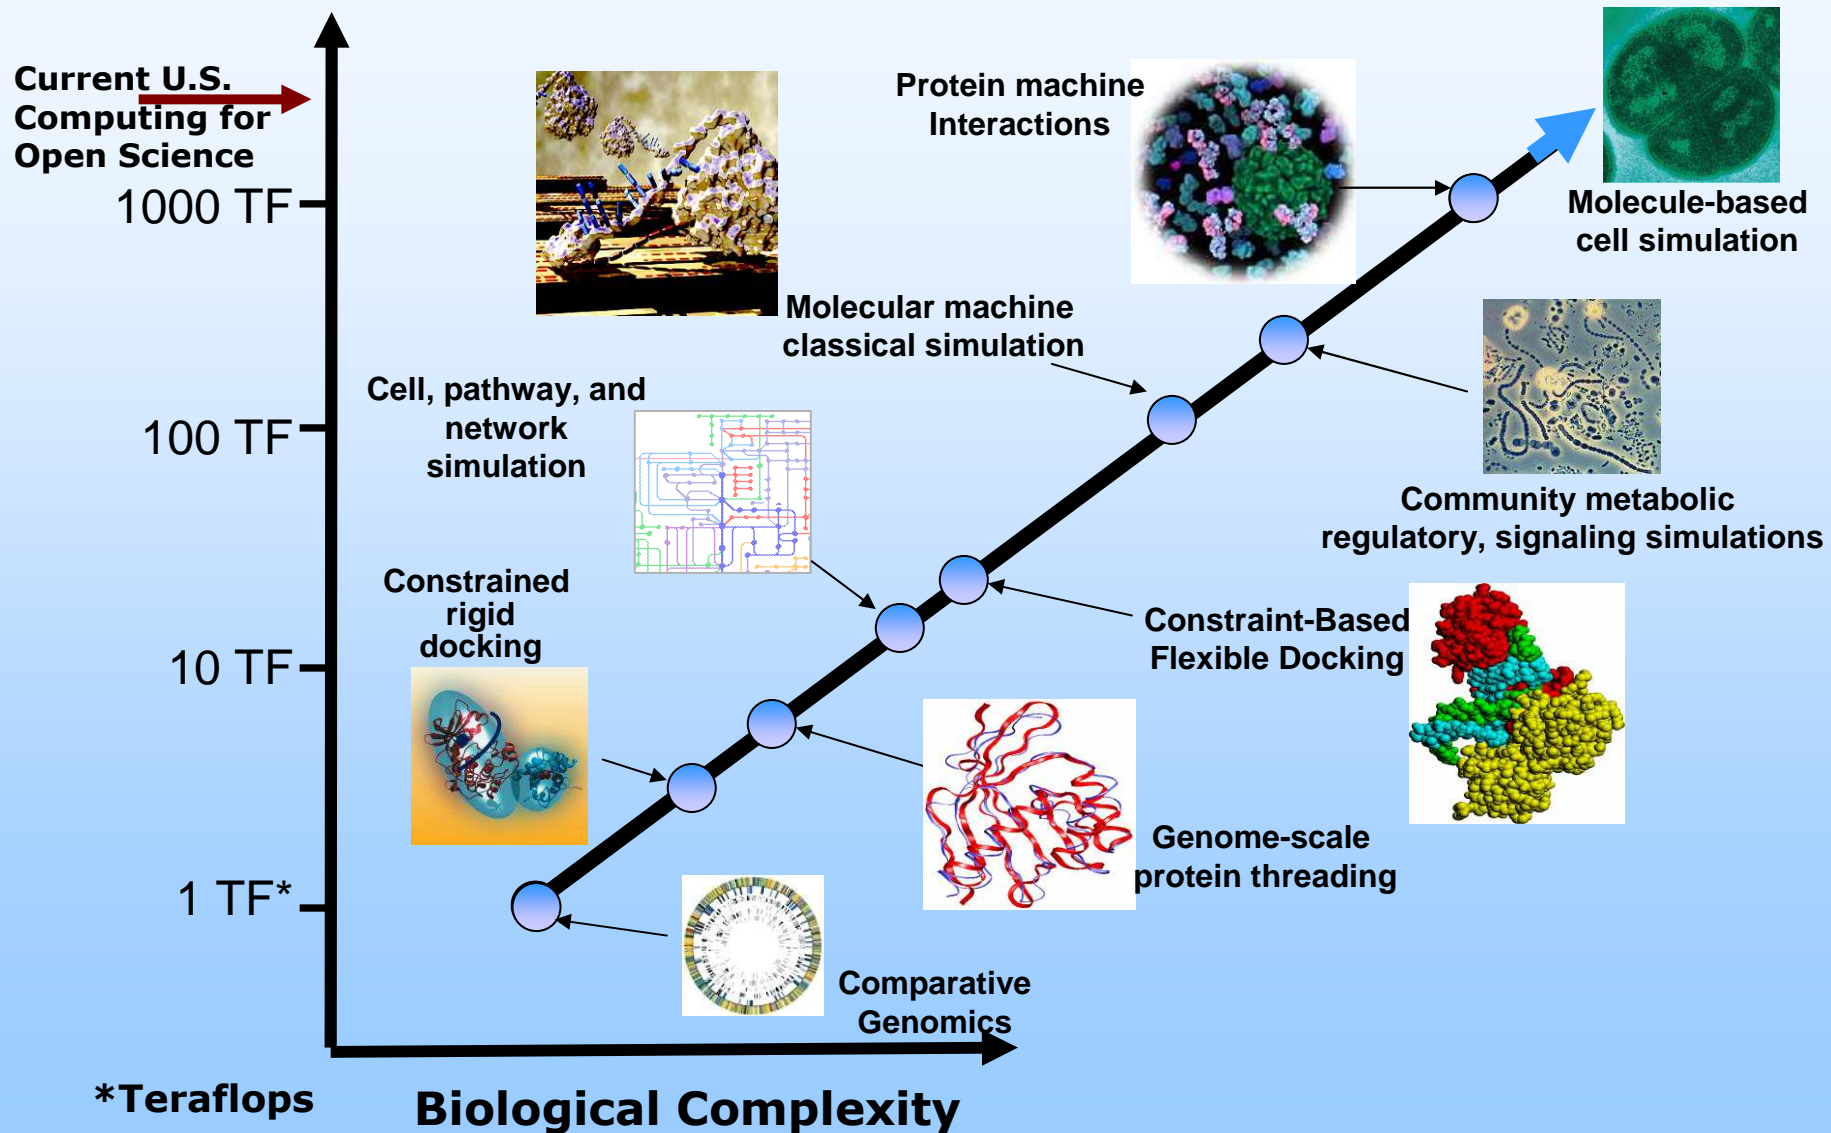 Current U.S.
Computing for
Open Science
1000 TF
100 TF
10 TF
1 TF*
Protein machine
Interactions
Molecule-based
cell simulation
Molecular machine
classical simulation
Cell, pathway, and
network
simulation
Community metabolic
regulatory, signaling simulations
Constrained
rigid
docking
Constraint-Based
Flexible Docking
Genome-scale
protein threading
Comparative
Genomics
*Teraflops
Biological Complexity